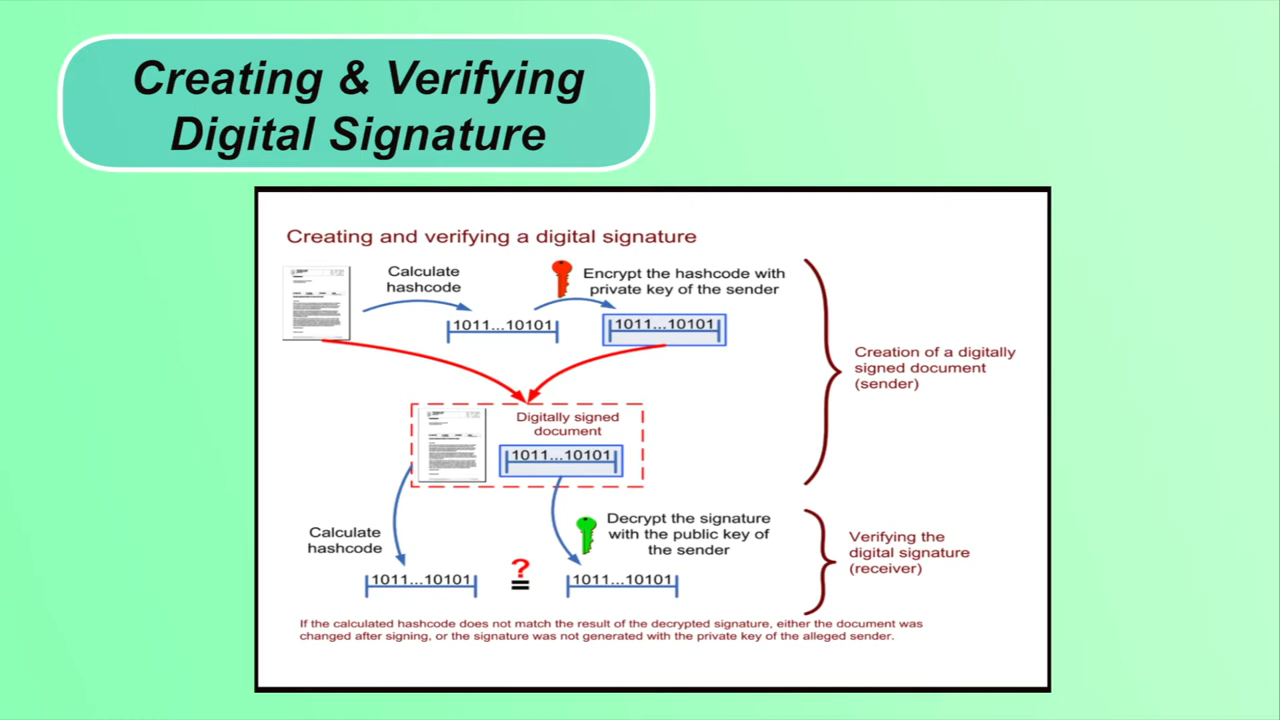 Creating & Verifying
Digital Signature
Creating and verifying a digital signature
Calculate
hashcode
Encrypt the hashcode with
private key of the sender
1011...10101
1011...10101
Creation of a digitally
signed document
(sender)
Digitally signed
document
1011...10101
Calculate
hashcode
Decrypt the signature
with the public key of
the sender
Verifying the
digital signature
(receiver)
1011...10101
?
=
1011...10101
If the calculated hashcode does not match the result of the decrypted signature, either the document was
changed after signing, or the signature was not generated with the private key of the alleged sender.